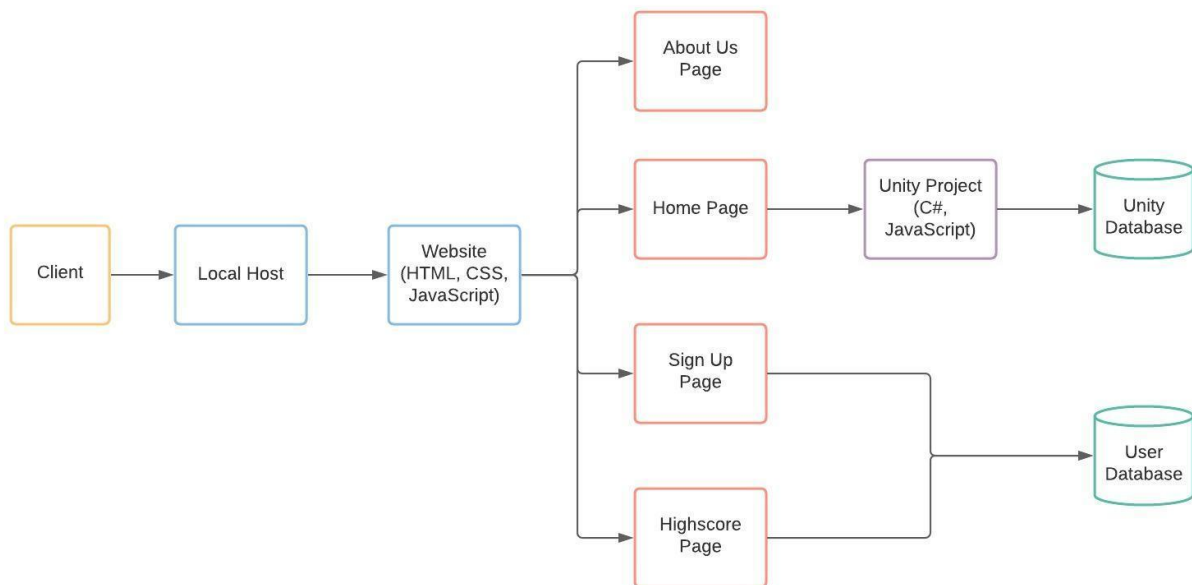 About Us
Page
Home Page
Unity Project
(C#,
JavaScript)
Unity
Database
Client
Local Host
Website
(HTML, CSS,
JavaScript)
Sign Up
Page
User
Database
Highscore
Page